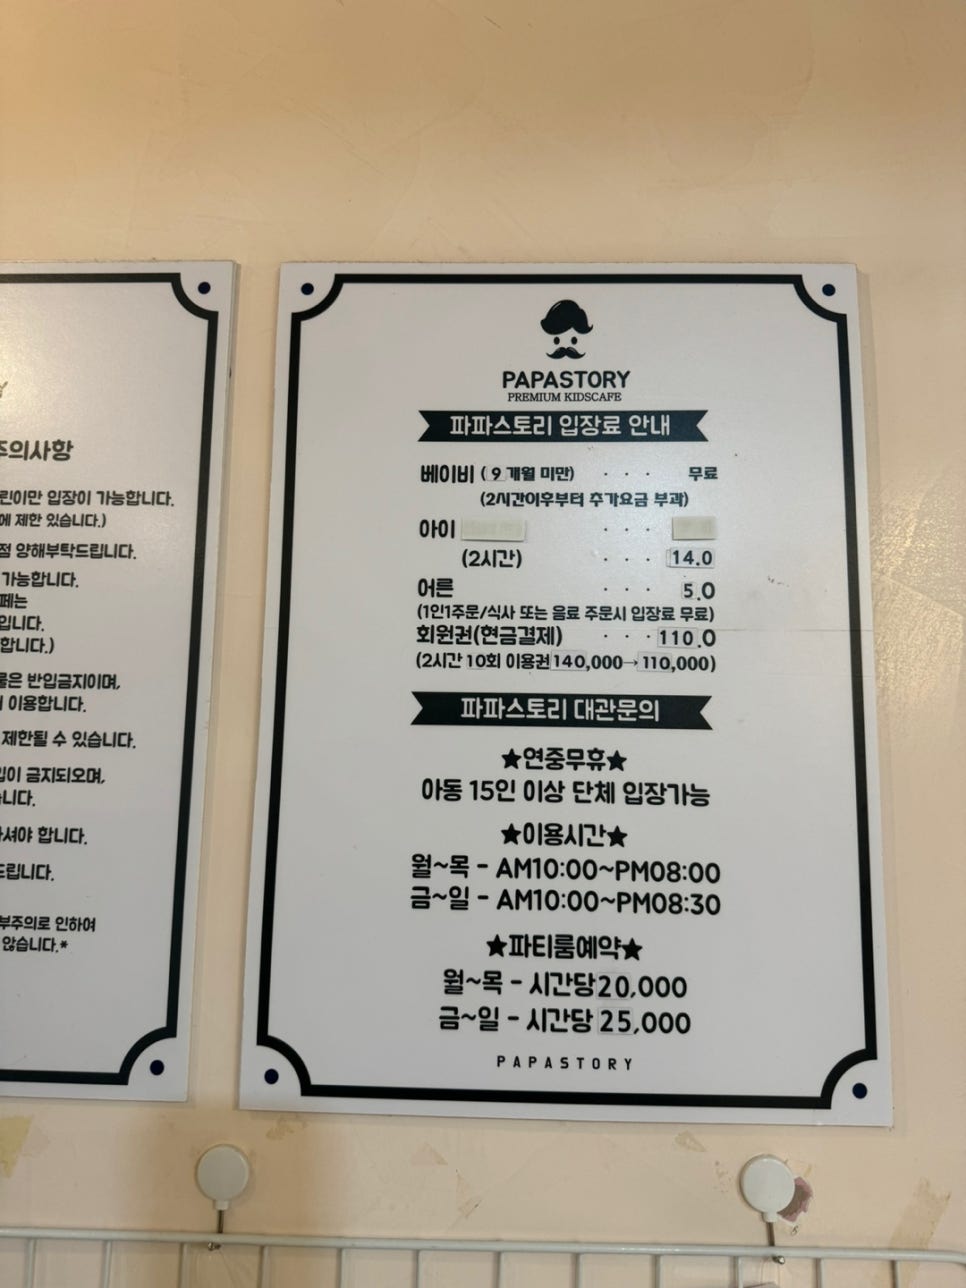 주의사항
린이만 입장이 가능합니다.
에 제한 있습니다.)
점 양해부탁드립니다.
가능합니다.
페는
입니다.
합니다.)
물은 반입금지이며,
이용합니다.
제한될 수 있습니다.
입이 금지되오며,
니다.
셔야 합니다.
드립니다.
부주의로 인하여
않습니다.*
PAPASTORY
PREMIUM KIDSCAFE
파파스토리 입장료 안내
베이비 ( 9 개월 미만) · · · 무료
(2시간이후부터 추가요금 부과)
아이 · · ·
(2시간) · · · 14.0
어른 · · · 5.0
(1인1주문/식사 또는 음료 주문시 입장료 무료)
회원권(현금결제) · · · 110.0
(2시간 10회 이용권 140,000→110,000)
파파스토리 대관문의
★연중무휴★
아동 15인 이상 단체 입장가능
★이용시간★
월~목 - AM10:00~PM08:00
금~일 - AM10:00~PM08:30
★파티룸예약★
월~목 - 시간당 20,000
금~일 - 시간당 25,000
PAPASTORY